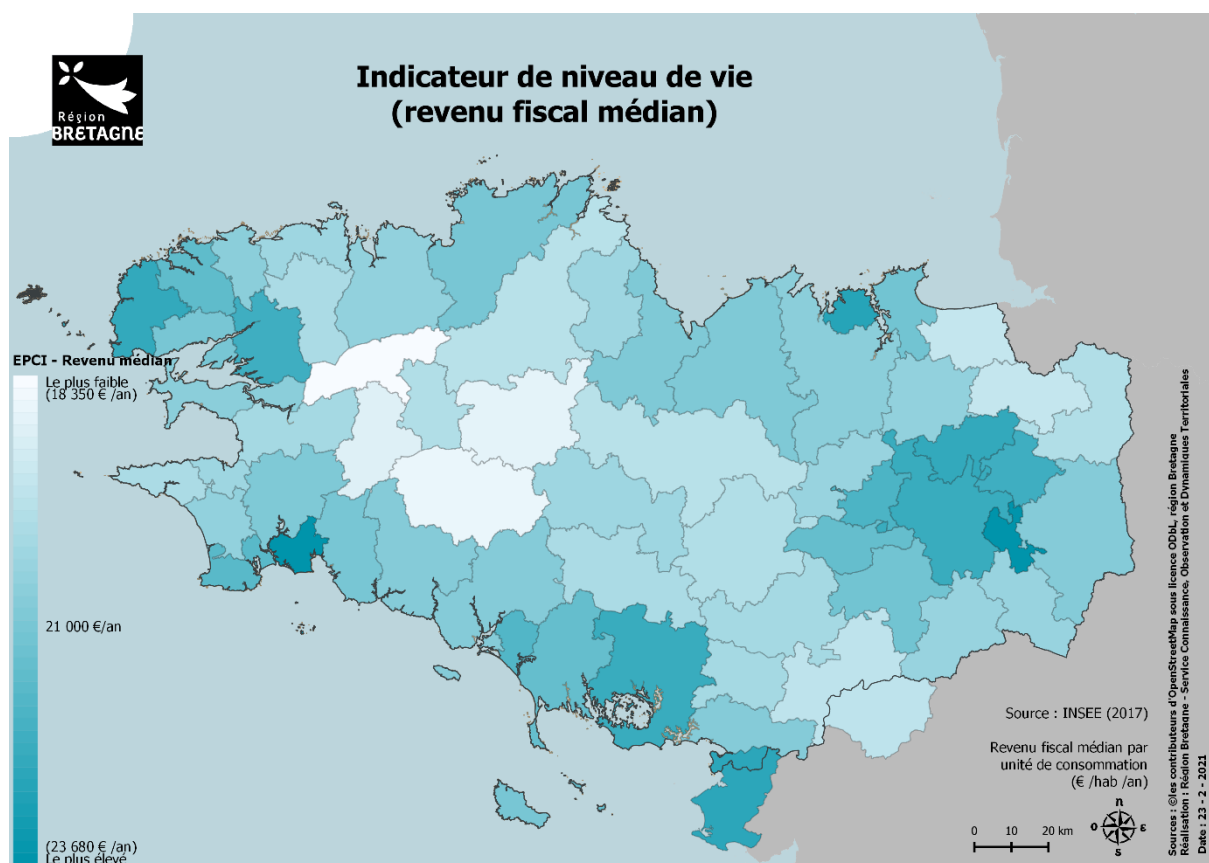 Région
BRETAGNE
Indicateur de niveau de vie
(revenu fiscal médian)
EPCI - Revenu médian
Le plus faible
(18 350 € /an)
21 000 €/an
(23 680 € /an)
Le plus élevé
Source : INSEE (2017)
Revenu fiscal médian par
unité de consommation
(€ /hab /an)
0 10 20 km
n
o e
s
Sources : ©les contributeurs d'OpenStreetMap sous licence ODbL, région Bretagne
Réalisation : Région Bretagne - Service Connaissance, Observation et Dynamiques Territoriales
Date : 23 - 2 - 2021